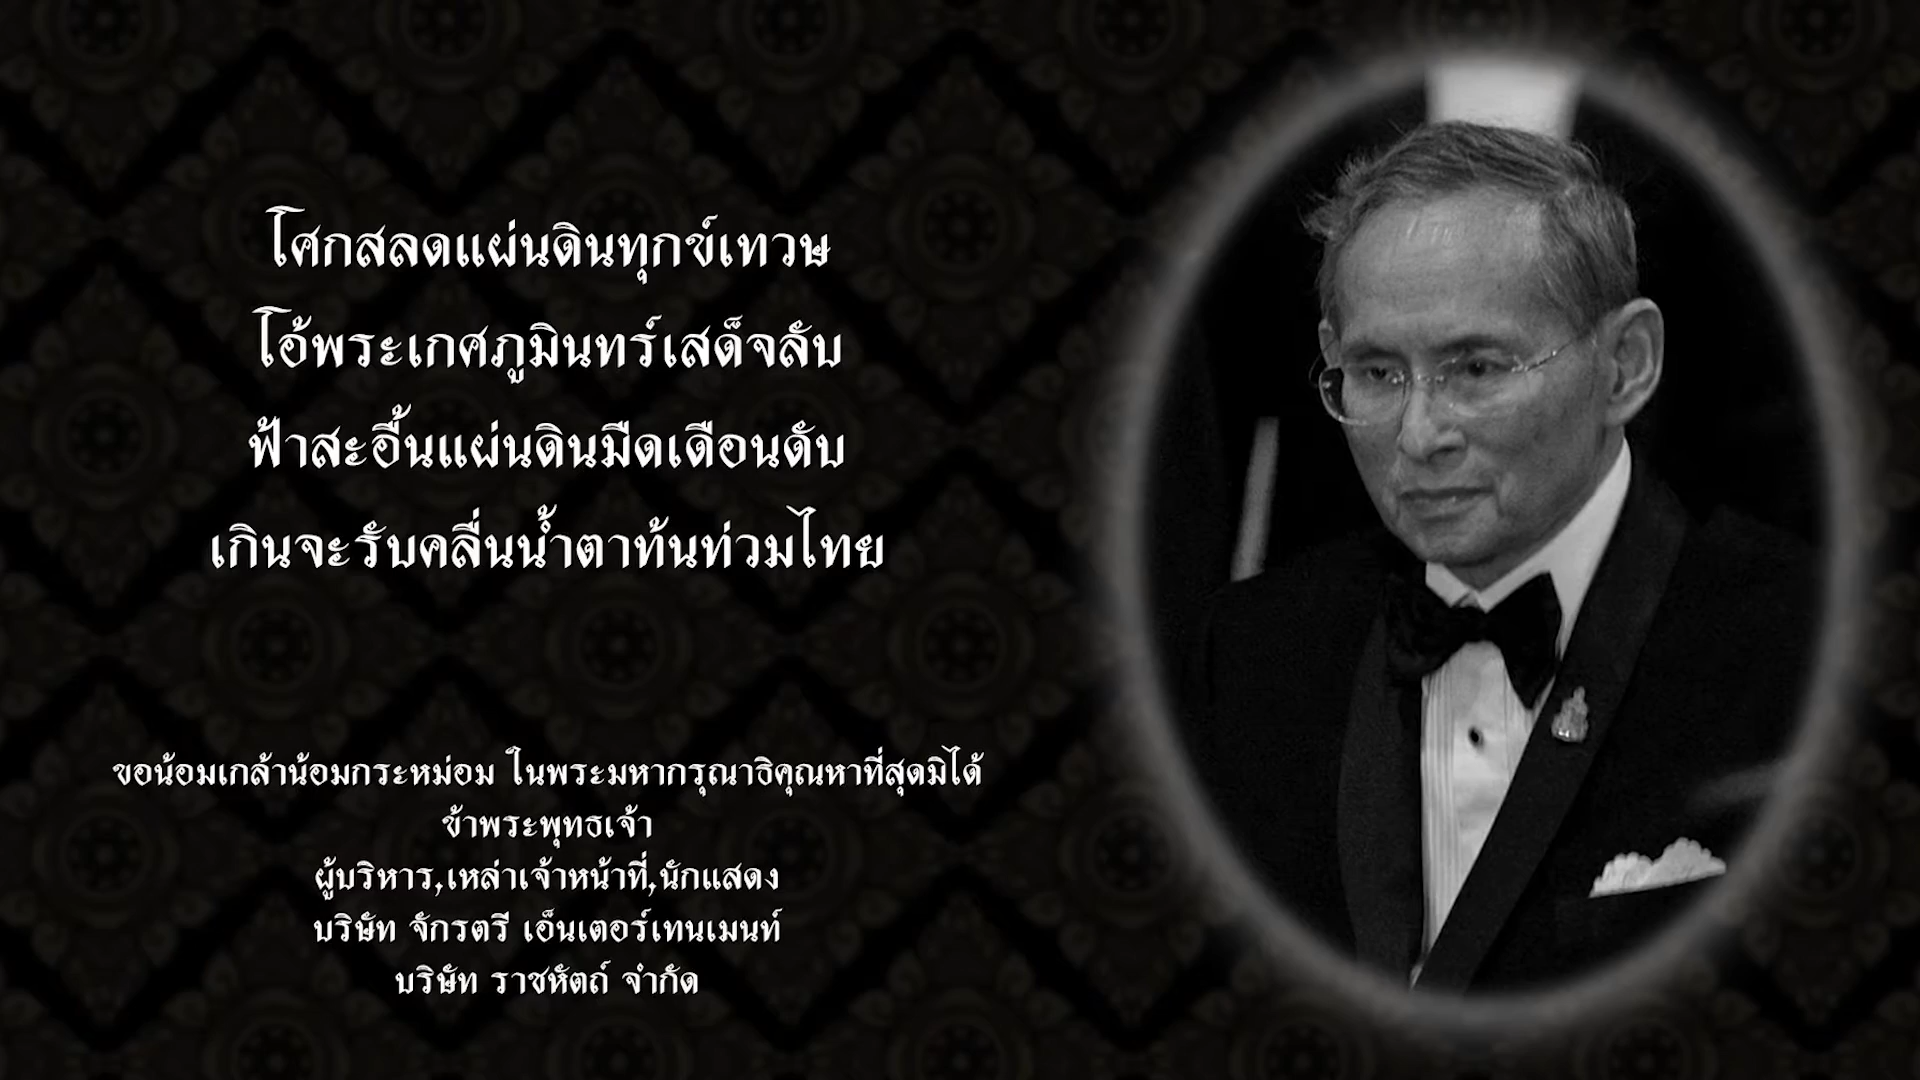 โศกสลดแผ่นดินทุกข์เทวษ
โอ้พระเกศภูมินทร์เสด็จลับ
ฟ้าสะอื้นแผ่นดินมืดเดือนดับ
เกินจะรับคลื่นน้ำตาท้นท่วมไทย
ขอน้อมเกล้าน้อมกระหม่อม ในพระมหากรุณาธิคุณหาที่สุดมิได้
ข้าพระพุทธเจ้า
ผู้บริหาร,เหล่าเจ้าหน้าที่,นักแสดง
บริษัท จักรตรี เอ็นเตอร์เทนเมนท์
บริษัท ราชหัตถ์ จำกัด